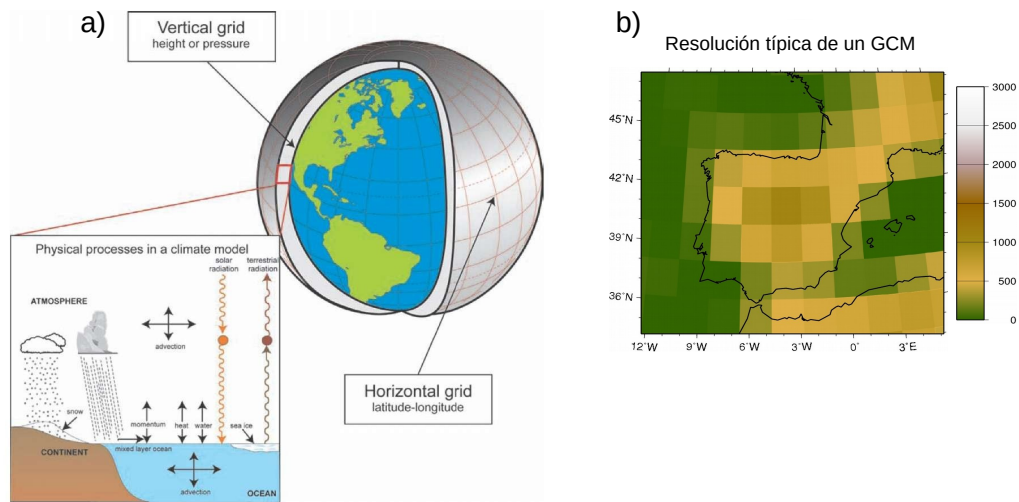 a)
Vertical grid
height or pressure
Horizontal grid
latitude-longitude
Physical processes in a climate model
solar
radiation
terrestrial
radiation
ATMOSPHERE
advection
snow
momentum
heat
water
sea ice
mixed layer ocean
CONTINENT
advection
OCEAN
b)
Resolución típica de un GCM
45°N
42°N
39°N
36°N
12°W
9°W
6°W
3°W
0°
3°E
3000
2500
2000
1500
1000
500
0